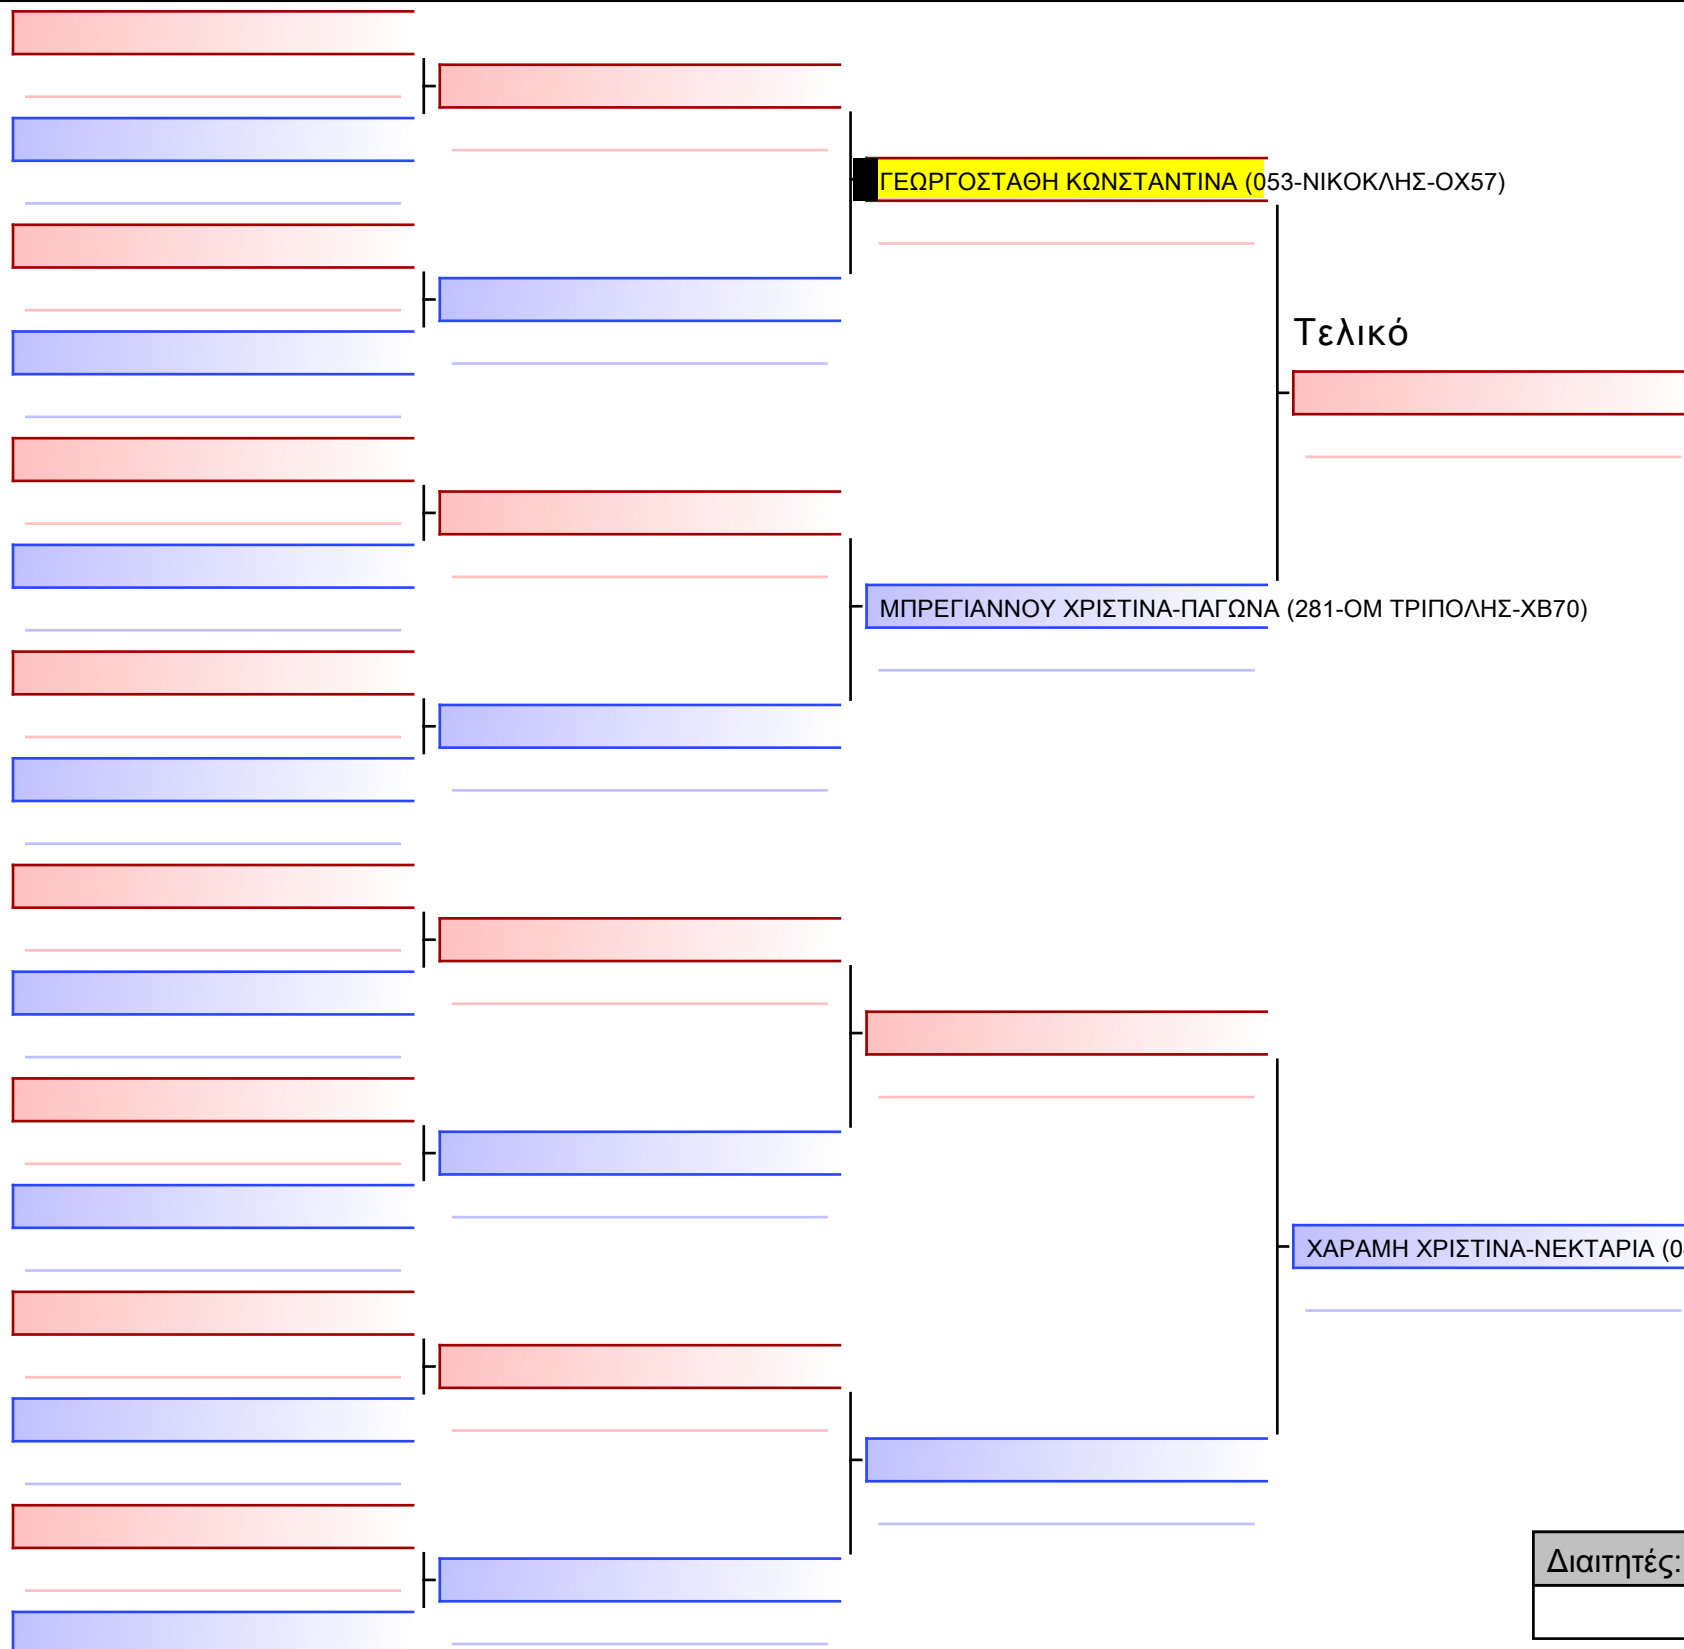 ΓΕΩΡΓΟΣΤΑΘΗ ΚΩΝΣΤΑΝΤΙΝΑ (053-ΝΙΚΟΚΛΗΣ-ΟΧ57)
Τελικό
ΜΠΡΕΓΙΑΝΝΟΥ ΧΡΙΣΤΙΝΑ-ΠΑΓΩΝΑ (281-ΟΜ ΤΡΙΠΟΛΗΣ-ΧΒ70)
ΧΑΡΑΜΗ ΧΡΙΣΤΙΝΑ-ΝΕΚΤΑΡΙΑ
Διαιτητές: